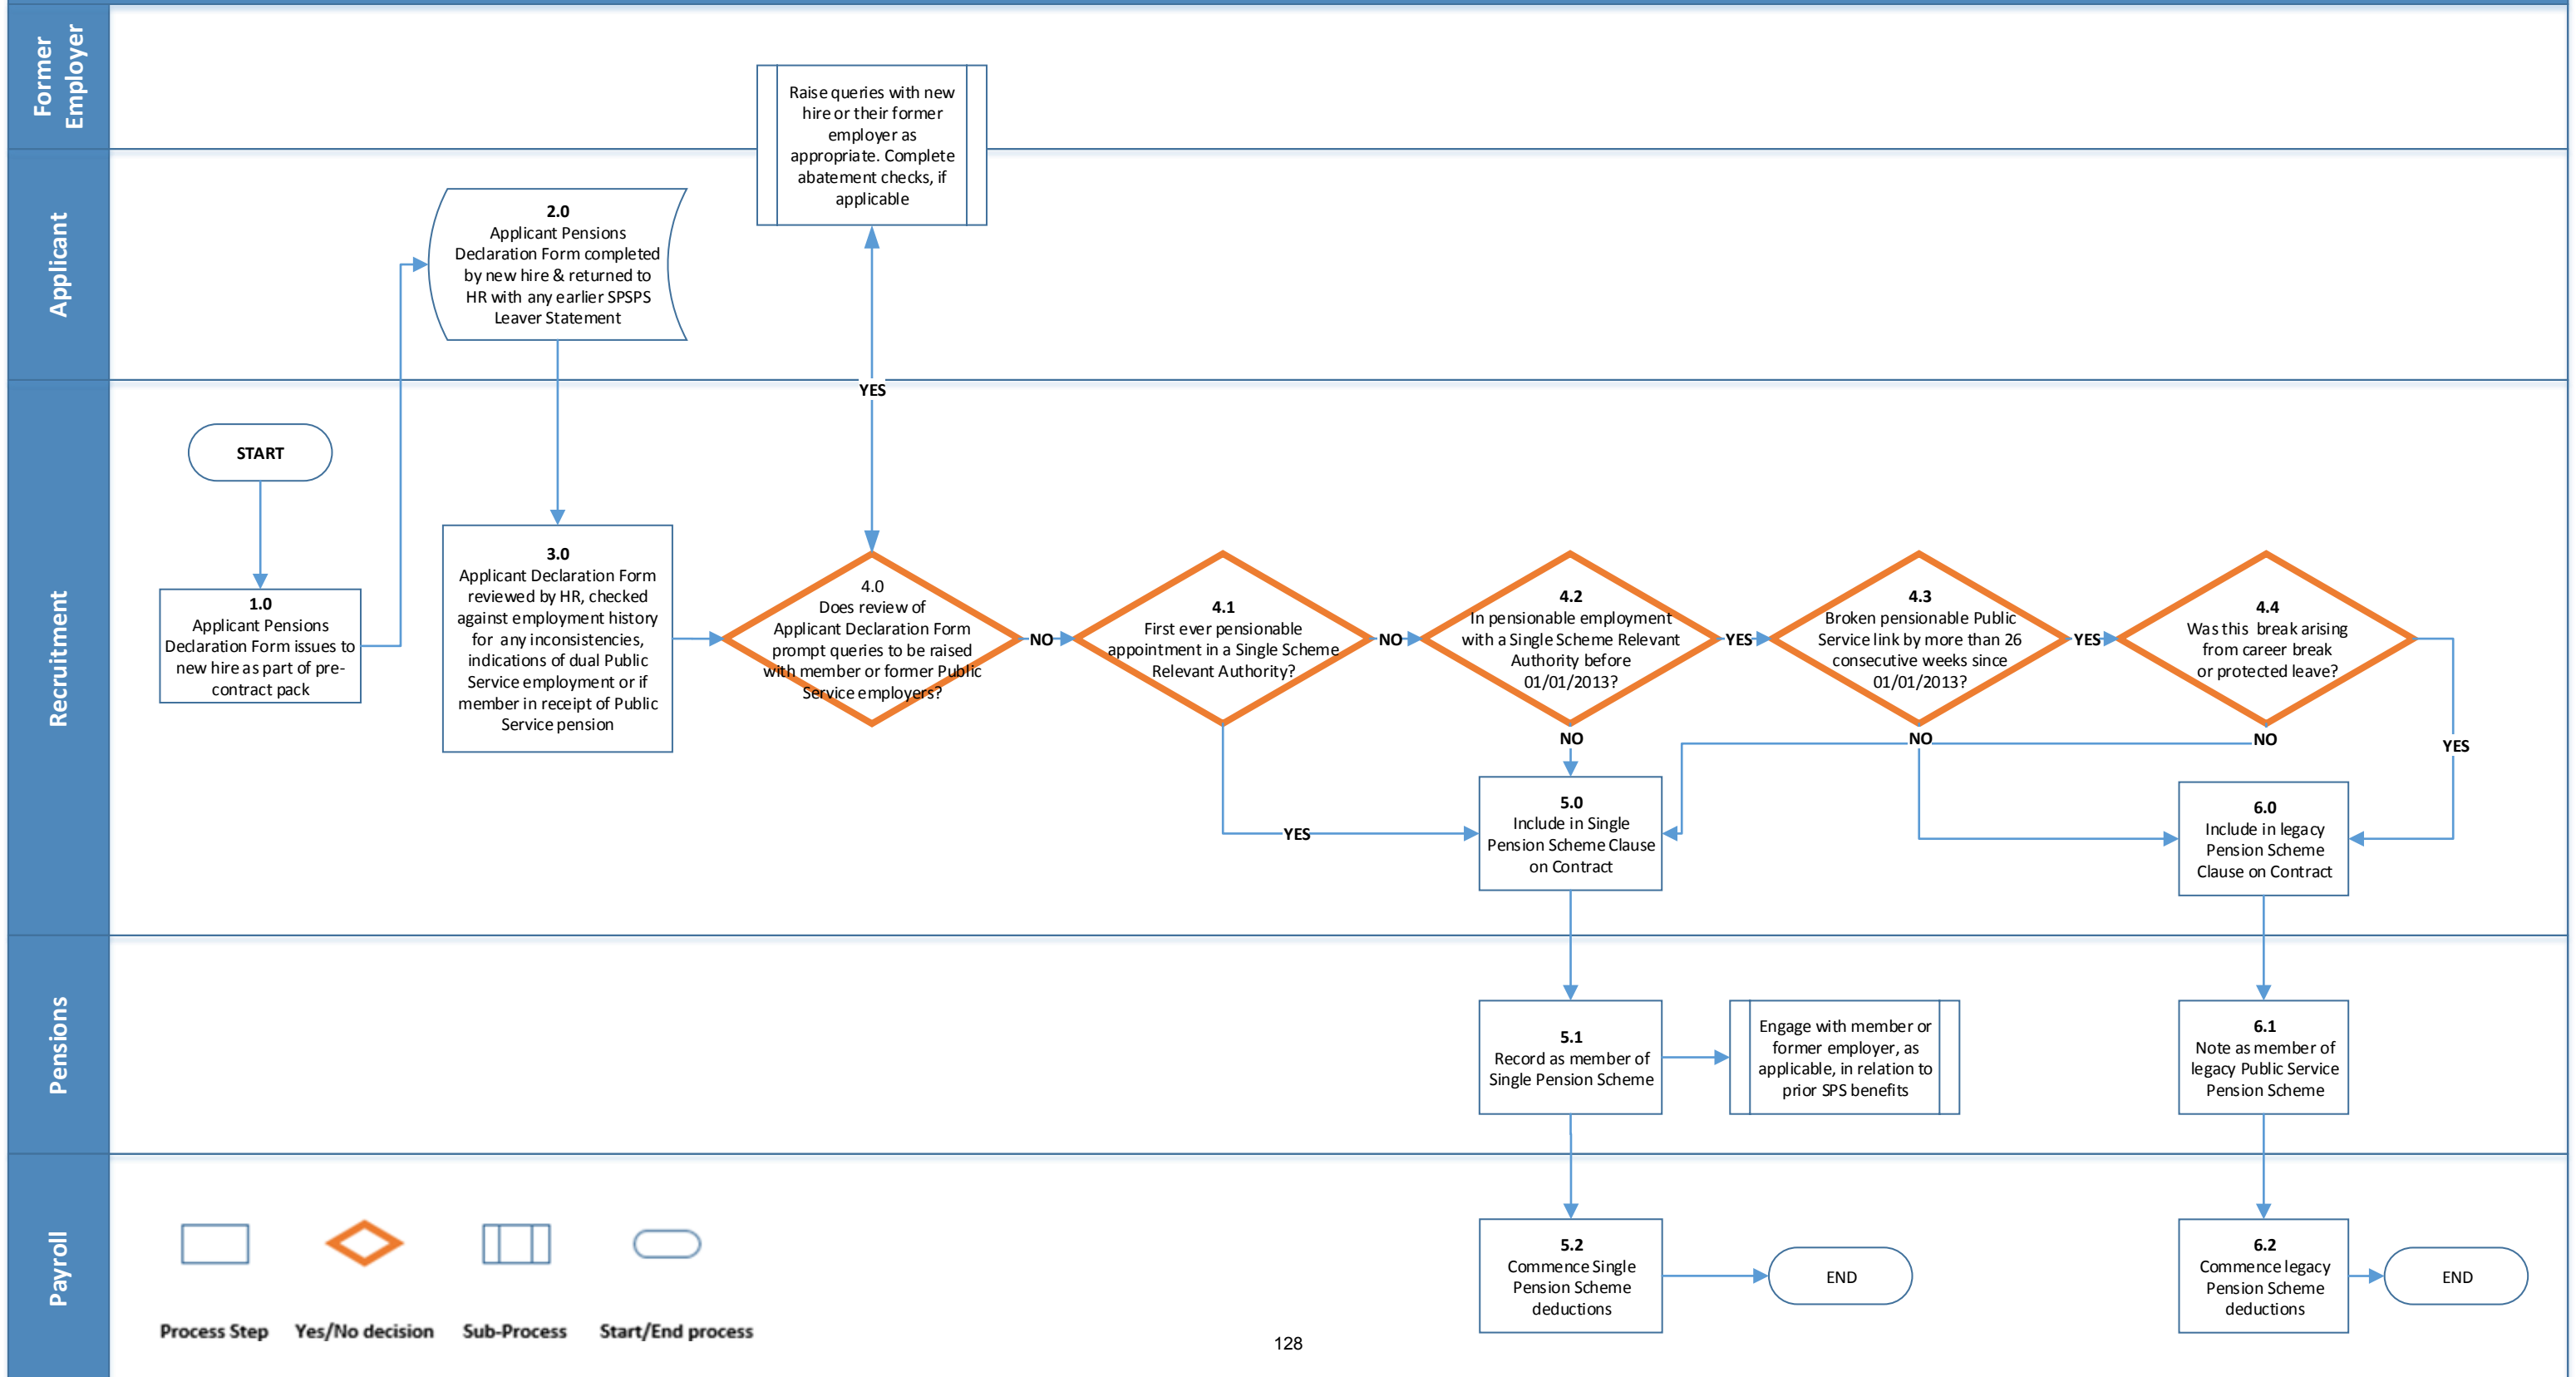 Former
Employer
Raise queries with new
hire or their former
employer as
appropriate. Complete
abatement checks, if
applicable
Applicant
2.0
Applicant Pensions
Declaration Form completed
by new hire & returned to
HR with any earlier SPSPS
Leaver Statement
YES
Recruitment
START
1.0
Applicant Pensions
Declaration Form issues to
new hire as part of pre-
contract pack
3.0
Applicant Declaration Form
reviewed by HR, checked
against employment history
for any inconsistencies,
indications of dual Public
Service employment or if
member in receipt of Public
Service pension
4.0
Does review of
Applicant Declaration Form
prompt queries to be raised
with member or former Public
Service employers?
NO
4.1
First ever pensionable
appointment in a Single Scheme
Relevant Authority?
NO
4.2
In pensionable employment
with a Single Scheme Relevant
Authority before
01/01/2013?
YES
4.3
Broken pensionable Public
Service link by more than 26
consecutive weeks since
01/01/2013?
YES
4.4
Was this break arising
from career break
or protected leave?
NO
NO
NO
YES
YES
5.0
Include in Single
Pension Scheme Clause
on Contract
6.0
Include in legacy
Pension Scheme
Clause on Contract
Pensions
5.1
Record as member of
Single Pension Scheme
Engage with member or
former employer, as
applicable, in relation to
prior SPS benefits
6.1
Note as member of
legacy Public Service
Pension Scheme
Payroll
5.2
Commence Single
Pension Scheme
deductions
END
6.2
Commence legacy
Pension Scheme
deductions
END
Process Step
Yes/No decision
Sub-Process
Start/End process
128